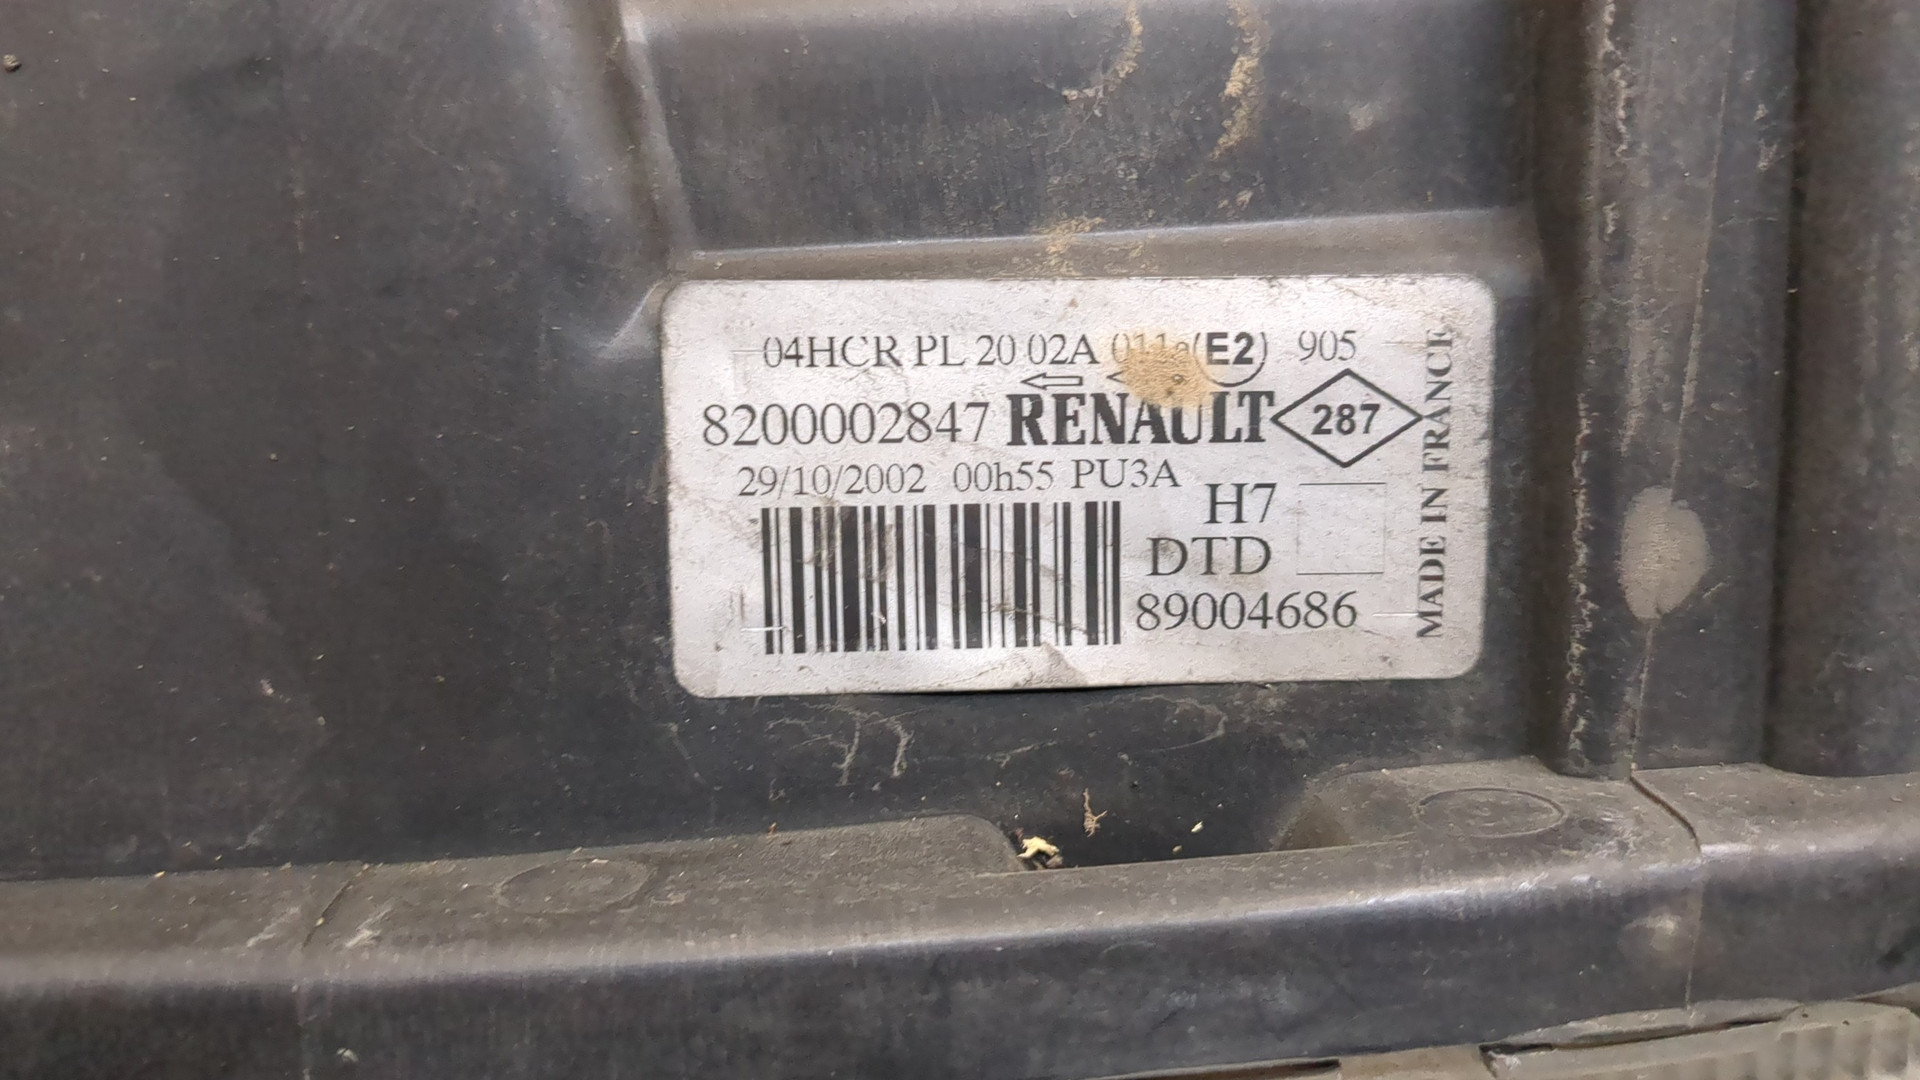 04HCR PL 20 02A (E2) 905
8200002847 RENAULT 287
29/10/2002 00h55 PU3A
H7
DTD
89004686
MADE IN FRANCE